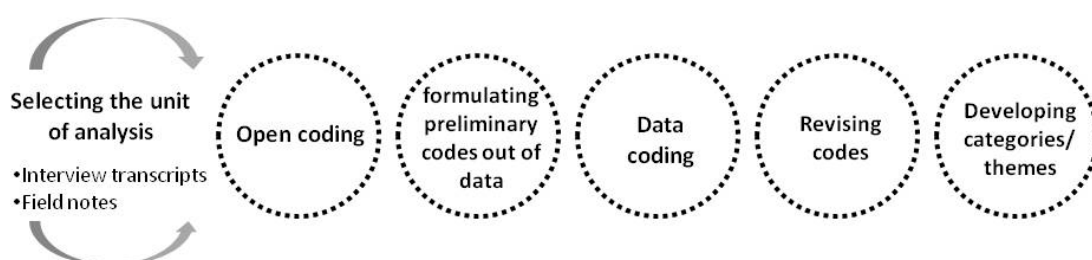 Selecting the unit
of analysis
•Interview transcripts
•Field notes
Open coding
formulating
preliminary
codes out of
data
Data
coding
Revising
codes
Developing
categories/
themes